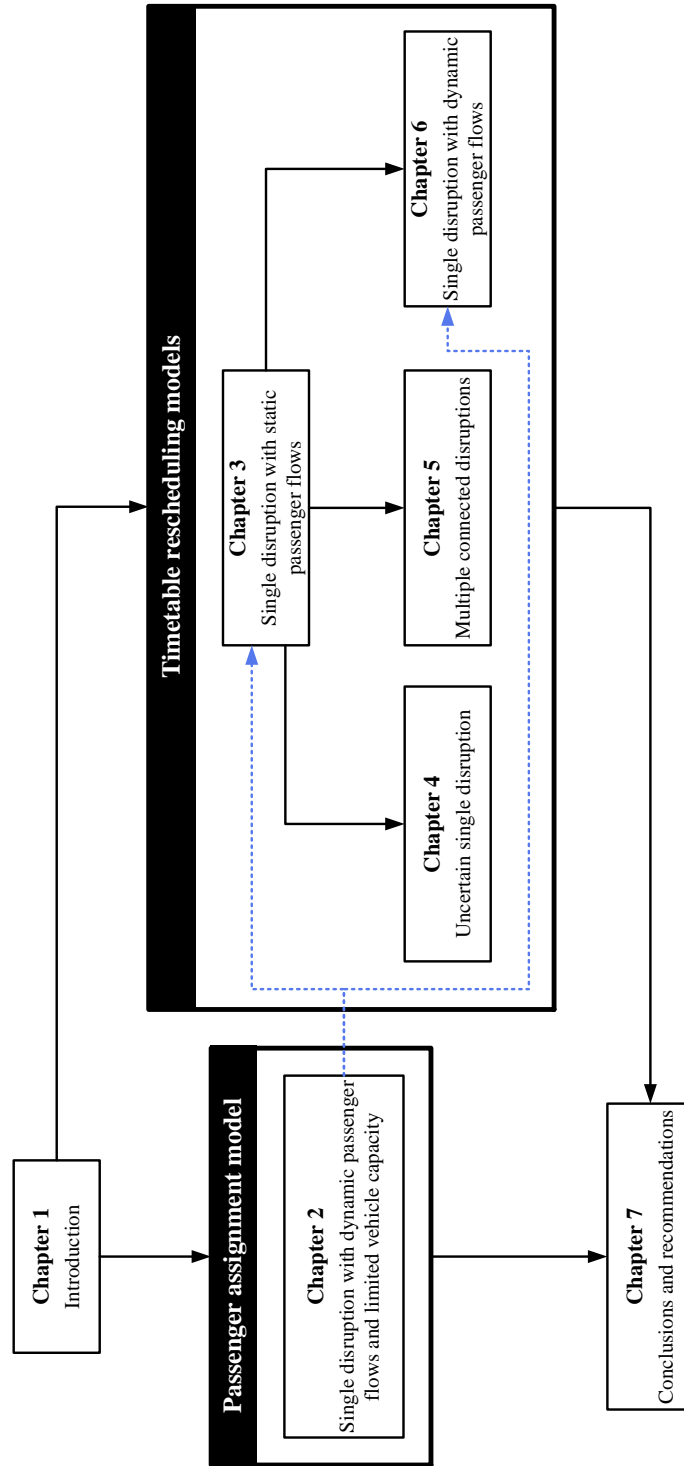 Chapter 1
Introduction
Passenger assignment model
Chapter 2
Single disruption with dynamic passenger
flows and limited vehicle capacity
Timetable rescheduling models
Chapter 3
Single disruption with static
passenger flows
Chapter 4
Uncertain single disruption
Chapter 5
Multiple connected disruptions
Chapter 6
Single disruption with dynamic
passenger flows
Chapter 7
Conclusions and recommendations